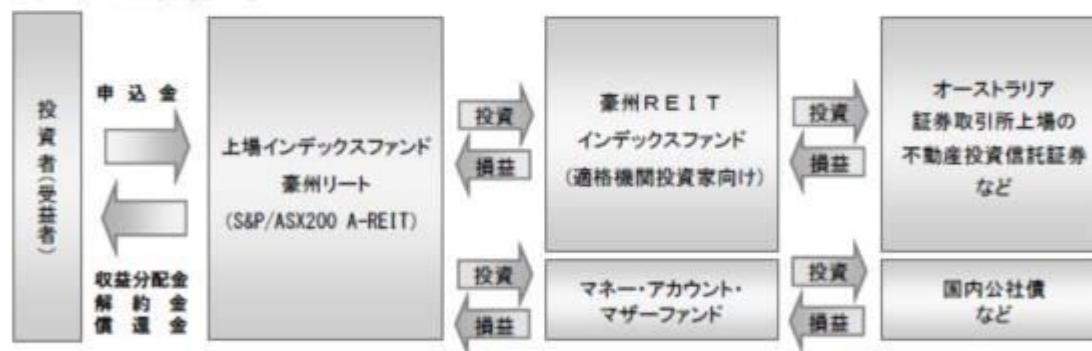 投資者(受益者)
申込金
収益分配金
解約金
償還金
上場インデックスファンド
豪州リート
(S&P/ASX200 A-REIT)
投資
損益
投資
損益
豪州REIT
インデックスファンド
(適格機関投資家向け)
マネー・アカウント・
マザーファンド
投資
損益
投資
損益
オーストラリア
証券取引所上場の
不動産投資信託証券
など
国内公社債
など